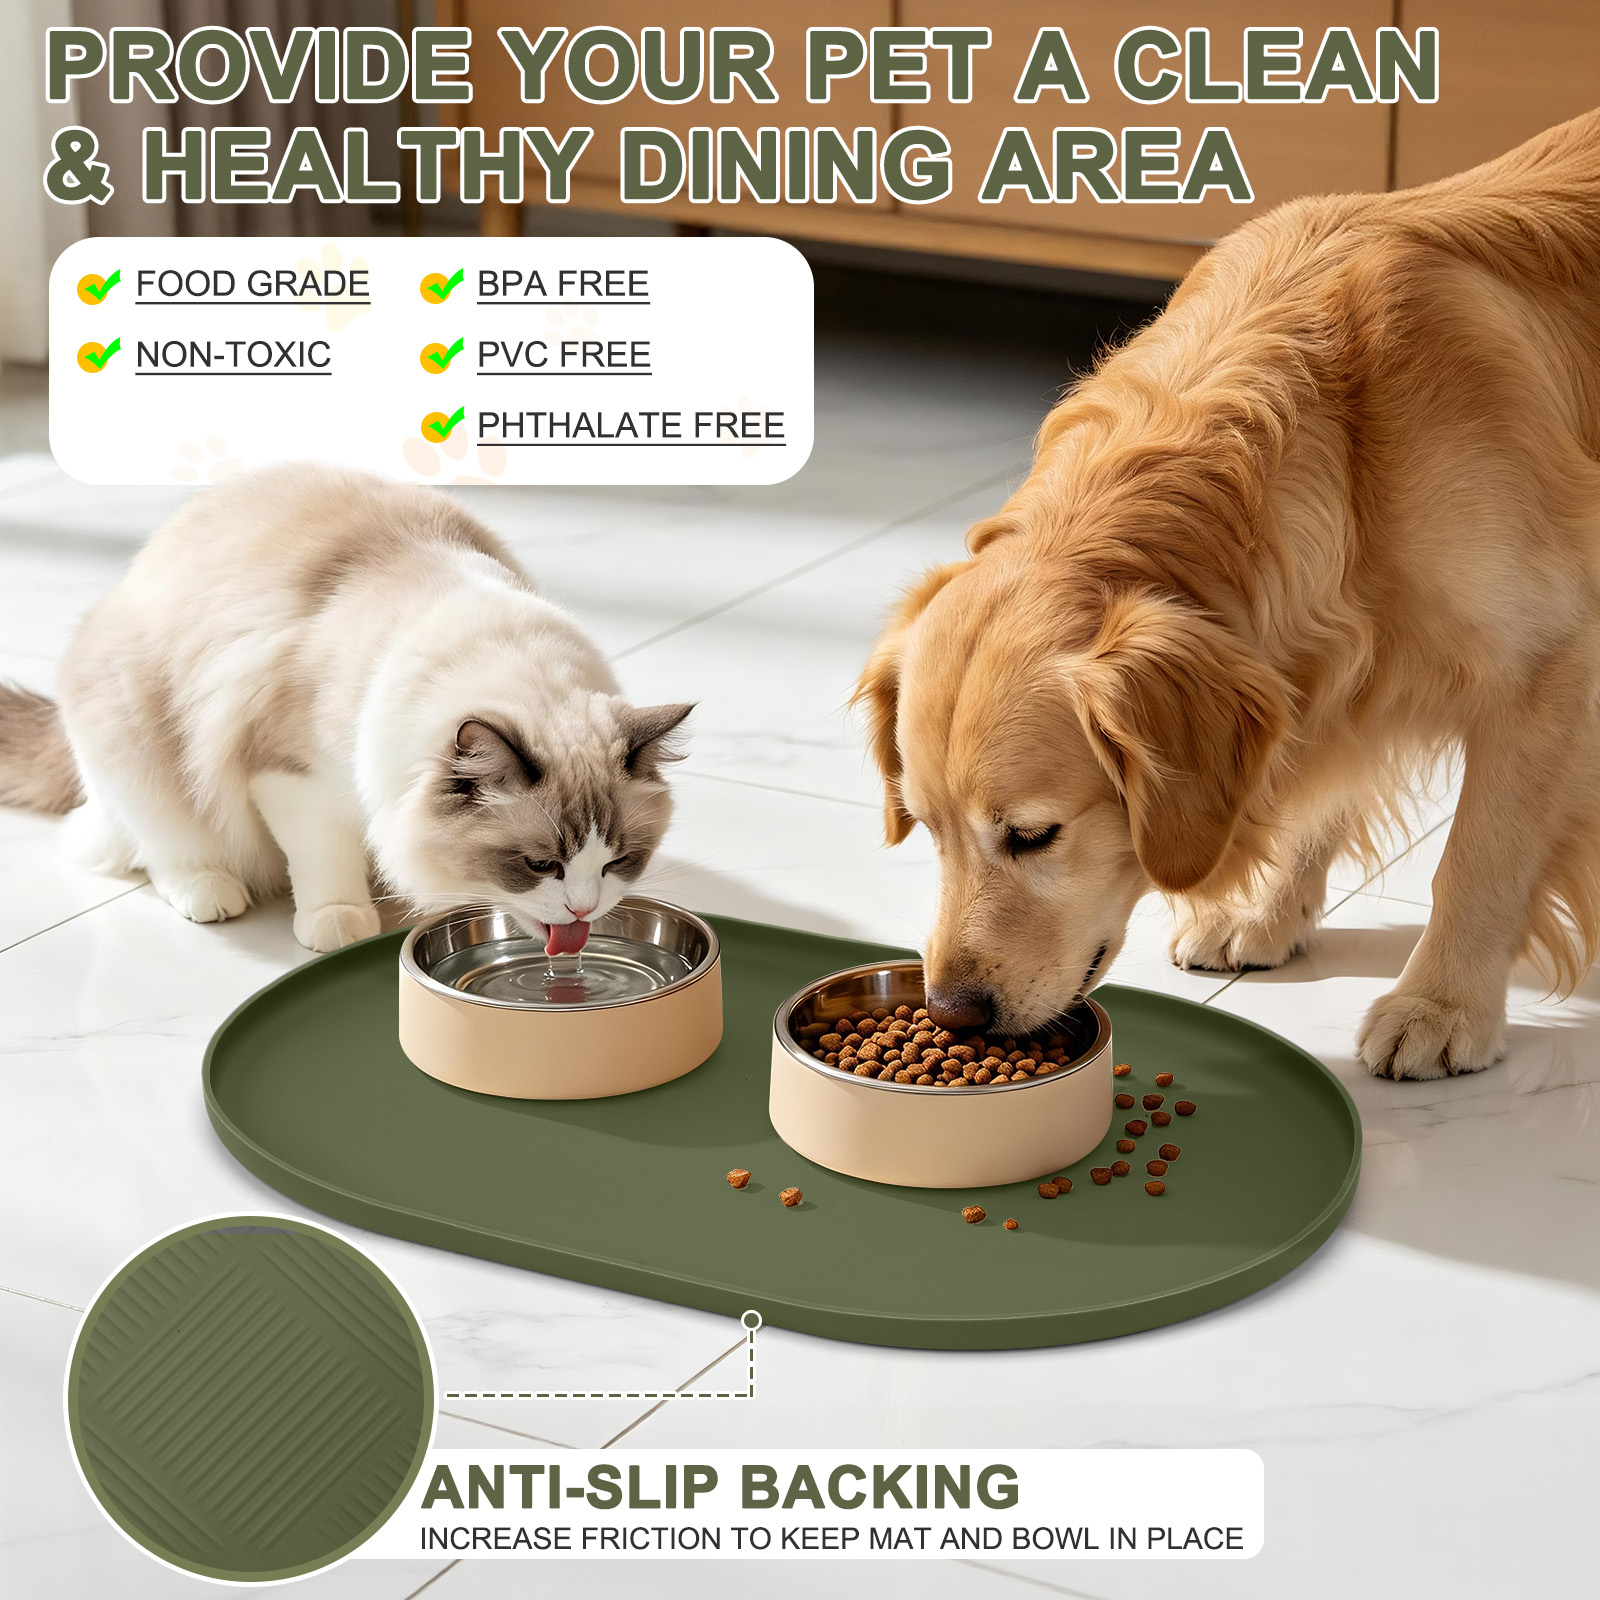 PROVIDE YOUR PET A CLEAN
& HEALTHY DINING AREA
FOOD GRADE
NON-TOXIC
BPA FREE
PVC FREE
PHTHALATE FREE
ANTI-SLIP BACKING
INCREASE FRICTION TO KEEP MAT AND BOWL IN PLACE